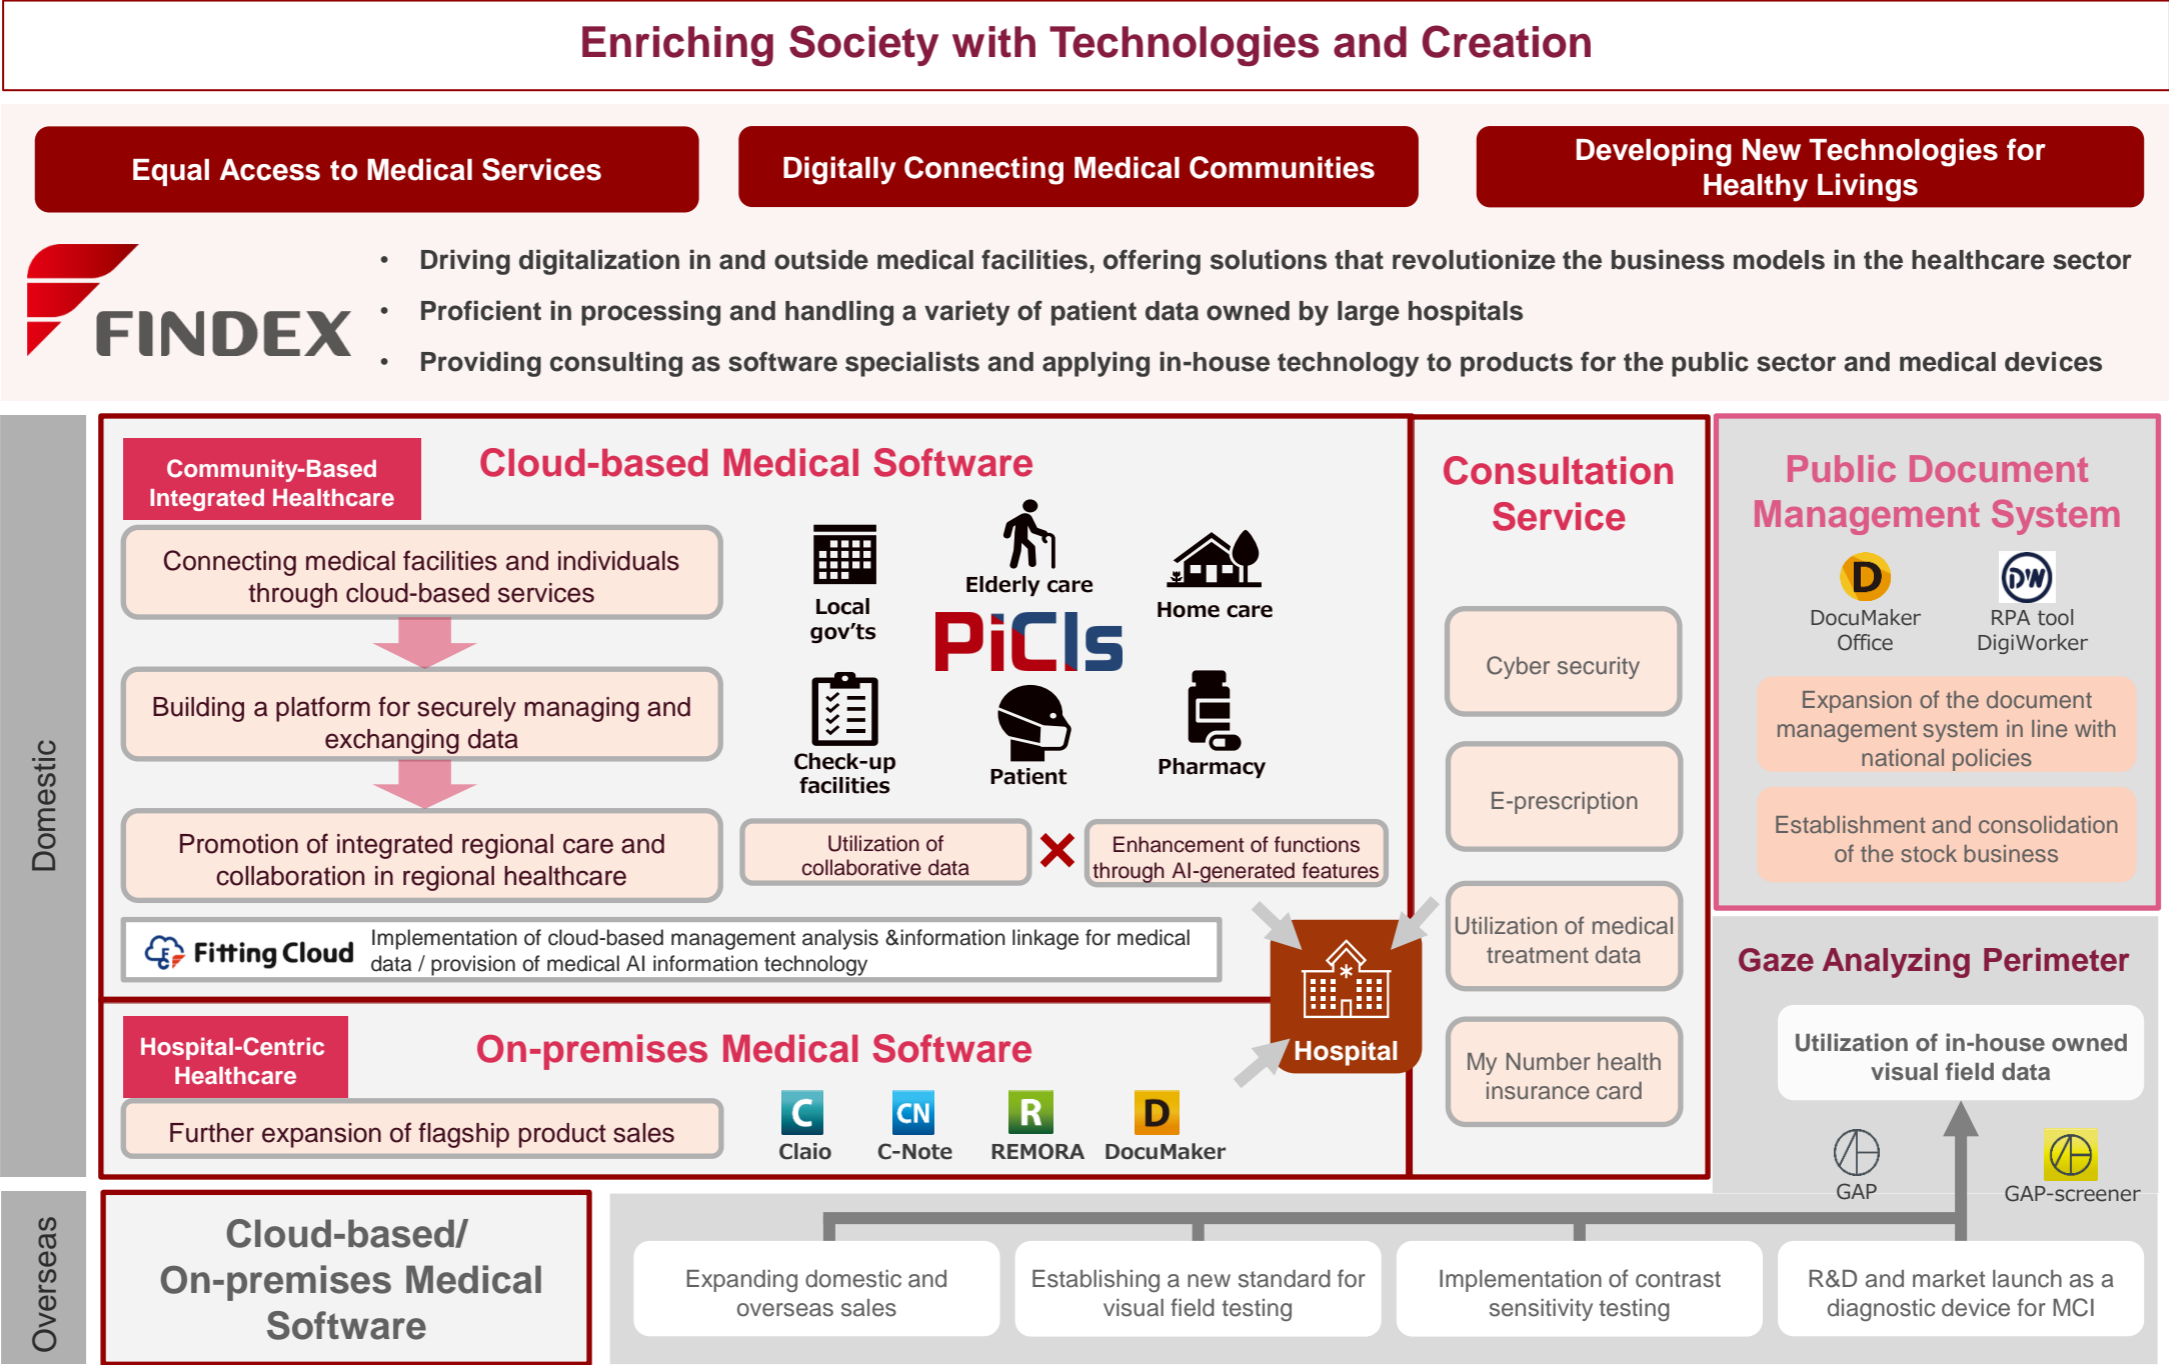 Enriching Society with Technologies and Creation
Equal Access to Medical Services
Digitally Connecting Medical Communities
Developing New Technologies for
Healthy Livings
FINDEX
• Driving digitalization in and outside medical facilities, offering solutions that revolutionize the business models in the healthcare sector
• Proficient in processing and handling a variety of patient data owned by large hospitals
• Providing consulting as software specialists and applying in-house technology to products for the public sector and medical devices
Domestic
Community-Based
Integrated Healthcare
Cloud-based Medical Software
Connecting medical facilities and individuals
through cloud-based services
Building a platform for securely managing and
exchanging data
Promotion of integrated regional care and
collaboration in regional healthcare
Local
gov'ts
Elderly care
Home care
PiCls
Check-up
facilities
Patient
Pharmacy
Utilization of
collaborative data
Enhancement of functions
through AI-generated features
Fitting Cloud
Implementation of cloud-based management analysis &information linkage for medical
data / provision of medical AI information technology
Hospital
Hospital-Centric
Healthcare
On-premises Medical Software
Further expansion of flagship product sales
C
Claio
CN
C-Note
R
REMORA
D
DocuMaker
Consultation
Service
Cyber security
E-prescription
Utilization of medical
treatment data
My Number health
insurance card
Public Document
Management System
D
DocuMaker
Office
DW
RPA tool
DigiWorker
Expansion of the document
management system in line with
national policies
Establishment and consolidation
of the stock business
Gaze Analyzing Perimeter
Utilization of in-house owned
visual field data
GAP
GAP-screener
Overseas
Cloud-based/
On-premises Medical
Software
Expanding domestic and
overseas sales
Establishing a new standard for
visual field testing
Implementation of contrast
sensitivity testing
R&D and market launch as a
diagnostic device for MCI